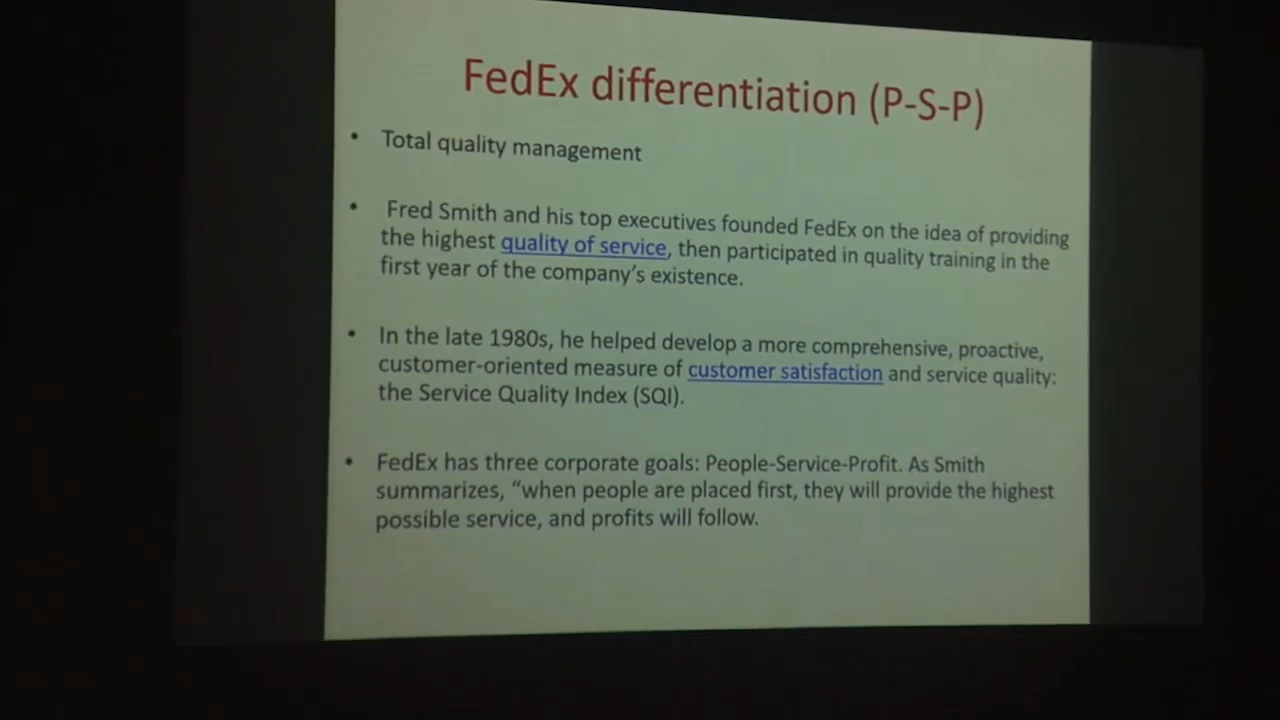 FedEx differentiation (P-S-P)
• Total quality management
• Fred Smith and his top executives founded FedEx on the idea of providing
the highest quality of service, then participated in quality training in the
first year of the company's existence.
• In the late 1980s, he helped develop a more comprehensive, proactive,
customer-oriented measure of customer satisfaction and service quality:
the Service Quality Index (SQI).
• FedEx has three corporate goals: People-Service-Profit. As Smith
summarizes, “when people are placed first, they will provide the highest
possible service, and profits will follow.